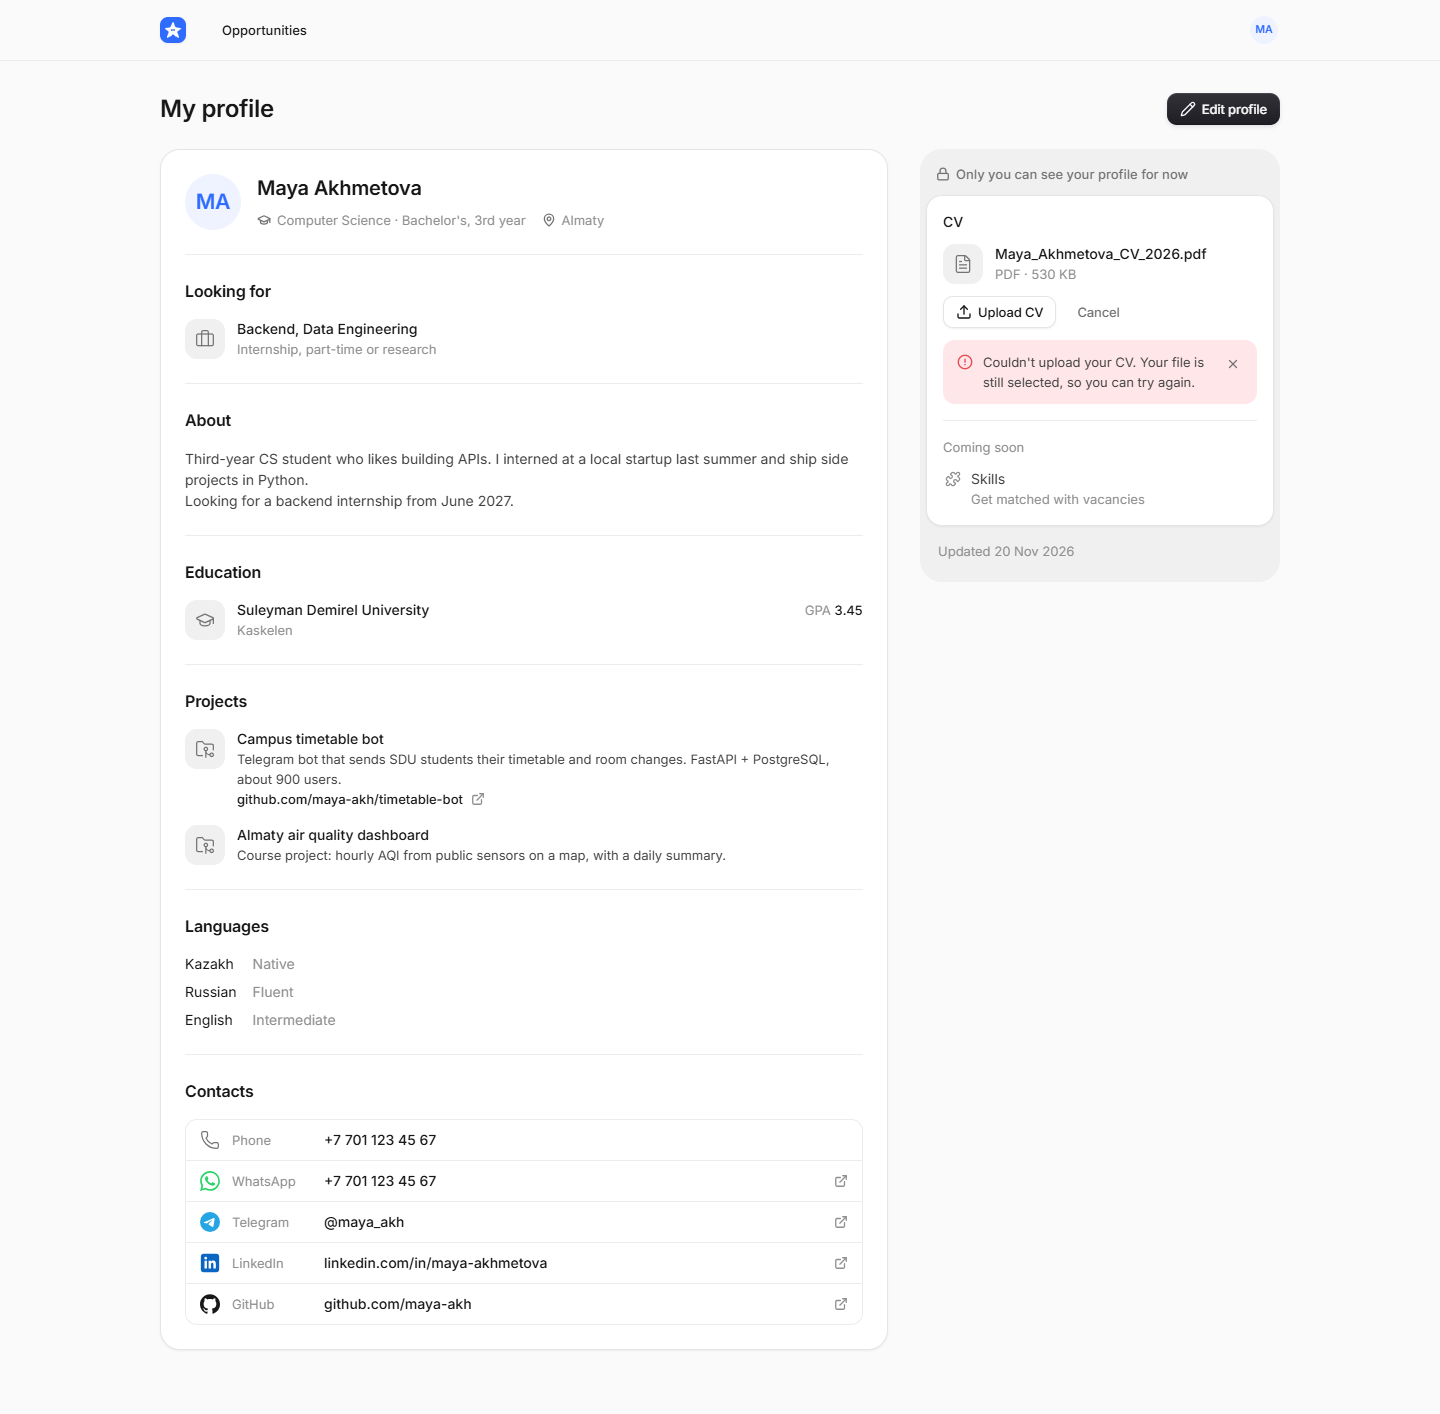 Opportunities
MA
My profile
Edit profile
MA
Maya Akhmetova
Computer Science · Bachelor's, 3rd year
Almaty
Looking for
Backend, Data Engineering
Internship, part-time or research
About
Third-year CS student who likes building APIs. I interned at a local startup last summer and ship side
projects in Python.
Looking for a backend internship from June 2027.
Education
Suleyman Demirel University
GPA 3.45
Kaskelen
Projects
Campus timetable bot
Telegram bot that sends SDU students their timetable and room changes. FastAPI + PostgreSQL,
about 900 users.
github.com/maya-akh/timetable-bot
Almaty air quality dashboard
Course project: hourly AQI from public sensors on a map, with a daily summary.
Languages
Kazakh Native
Russian Fluent
English Intermediate
Contacts
Phone +7 701 123 45 67
WhatsApp +7 701 123 45 67
Telegram @maya_akh
LinkedIn linkedin.com/in/maya-akhmetova
GitHub github.com/maya-akh
Only you can see your profile for now
CV
Maya_Akhmetova_CV_2026.pdf
PDF · 530 KB
Upload CV
Cancel
Couldn't upload your CV. Your file is
still selected, so you can try again.
Coming soon
Skills
Get matched with vacancies
Updated 20 Nov 2026